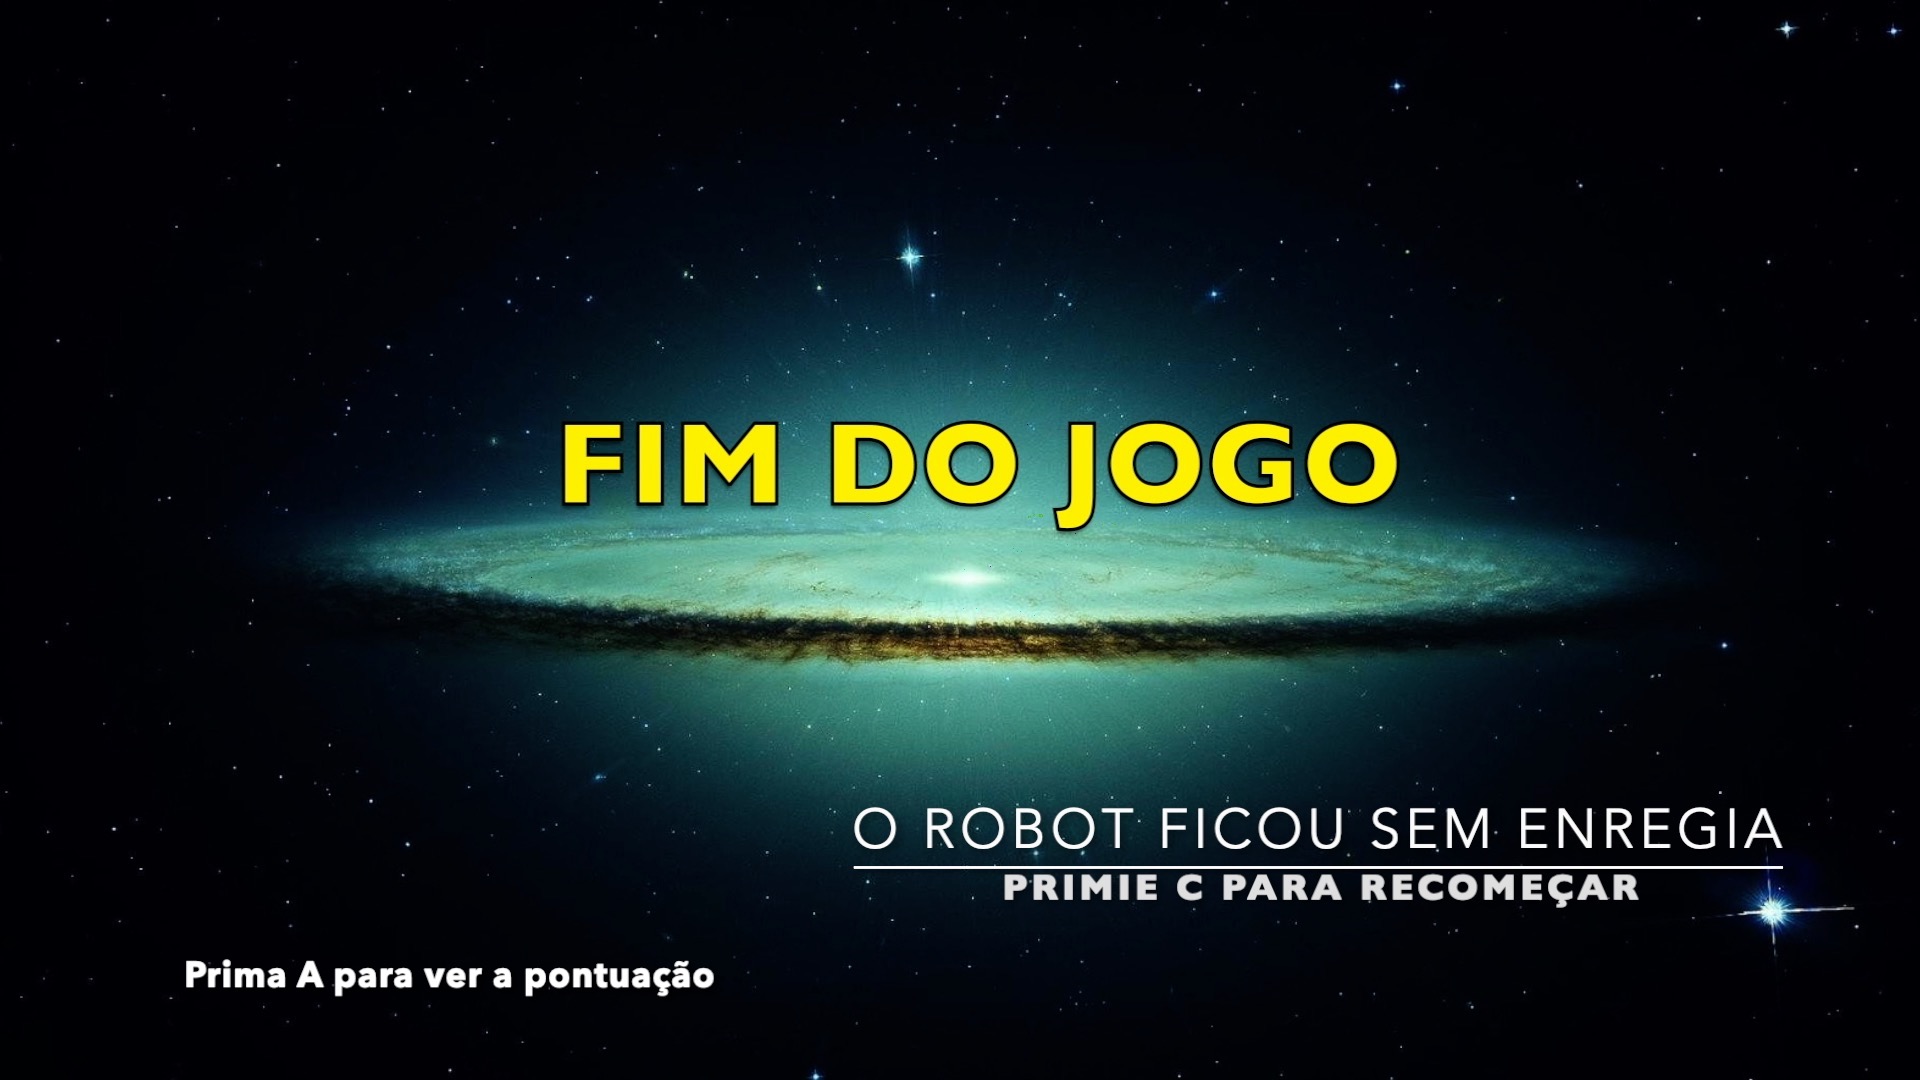 FIM DO JOGO
O ROBOT FICOU SEM ENREGIA
PRIMIE C PARA RECOMEÇAR
Prima A para ver a pontuação